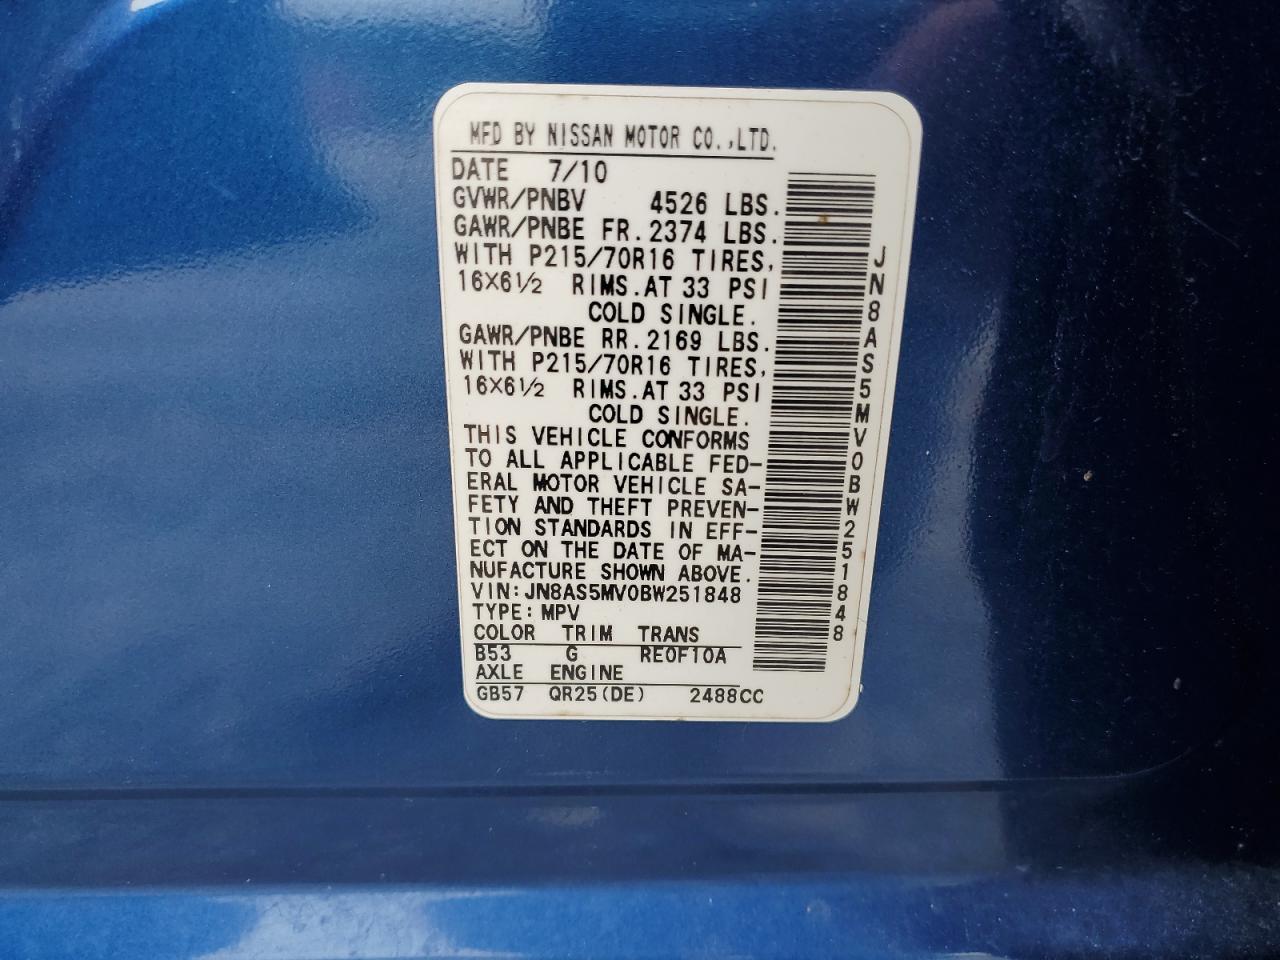 MFD BY NISSAN MOTOR CO.,LTD.
DATE 7/10
GVWR/PNBV 4526 LBS.
GAWR/PNBE FR.2374 LBS.
WITH P215/70R16 TIRES,
16X6½ RIMS.AT 33 PSI
COLD SINGLE.
GAWR/PNBE RR.2169 LBS.
WITH P215/70R16 TIRES,
16X6½ RIMS.AT 33 PSI
COLD SINGLE.
THIS VEHICLE CONFORMS
TO ALL APPLICABLE FED-
ERAL MOTOR VEHICLE SA-
FETY AND THEFT PREVEN-
TION STANDARDS IN EFF-
ECT ON THE DATE OF MA-
NUFACTURE SHOWN ABOVE.
VIN:JN8AS5MV0BW251848
TYPE:MPV
COLOR TRIM TRANS
B53 G RE0F10A
AXLE ENGINE
GB57 QR25(DE) 2488CC
JN8AS5MV0BW251848